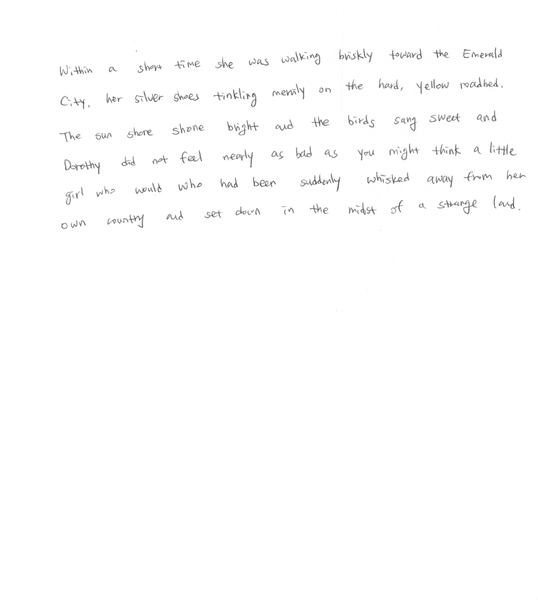 Within a short time she was walking briskly toward the Emerald
City, her silver shoes tinkling merrily on the hard, yellow roadbed.
The sun shore shone bright and the birds sang sweet and
Dorothy did not feel nearly as bad as you might think a little
girl who would who had been suddenly whisked away from her
own country and set down in the midst of a strange land.